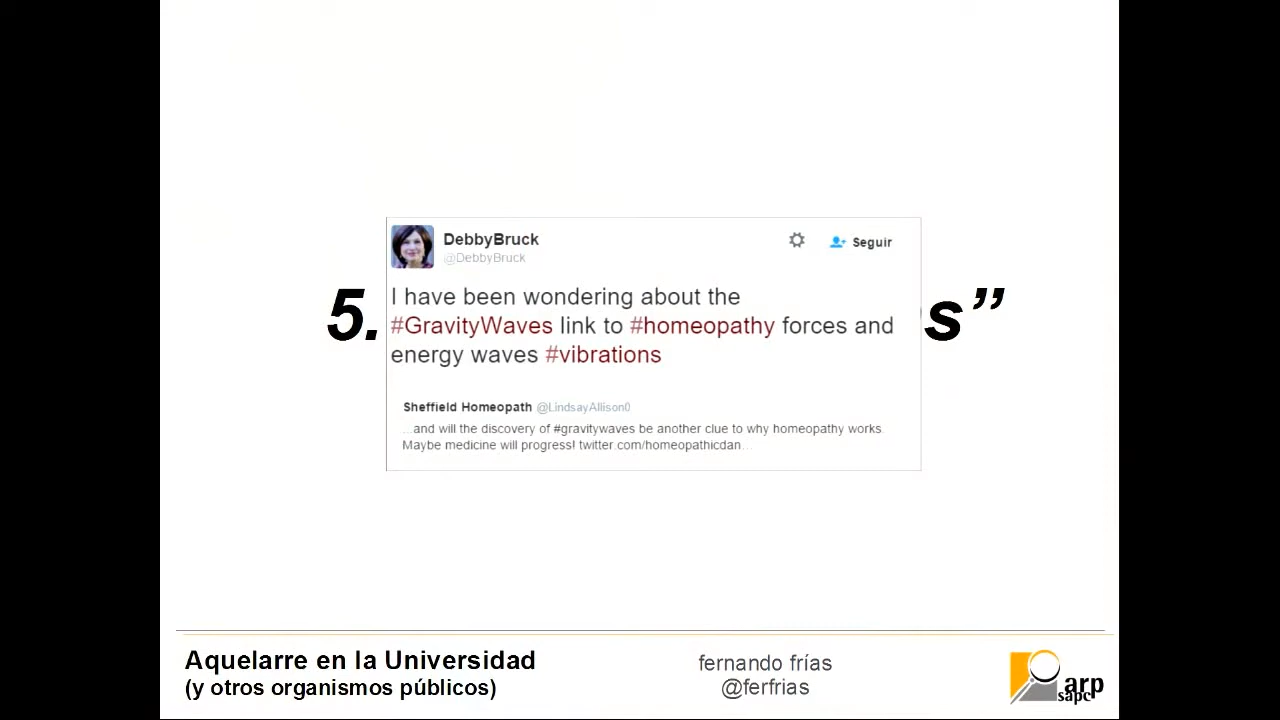 DebbyBruck
@DebbyBruck
Seguir
5.
I have been wondering about the
#GravityWaves link to #homeopathy forces and
energy waves #vibrations
s”
Sheffield Homeopath @LindsayAllison0
...and will the discovery of #gravitywaves be another clue to why homeopathy works.
Maybe medicine will progress! twitter.com/homeopathicdan...
Aquelarre en la Universidad
(y otros organismos públicos)
fernando frías
@ferfrias
arp
sapc